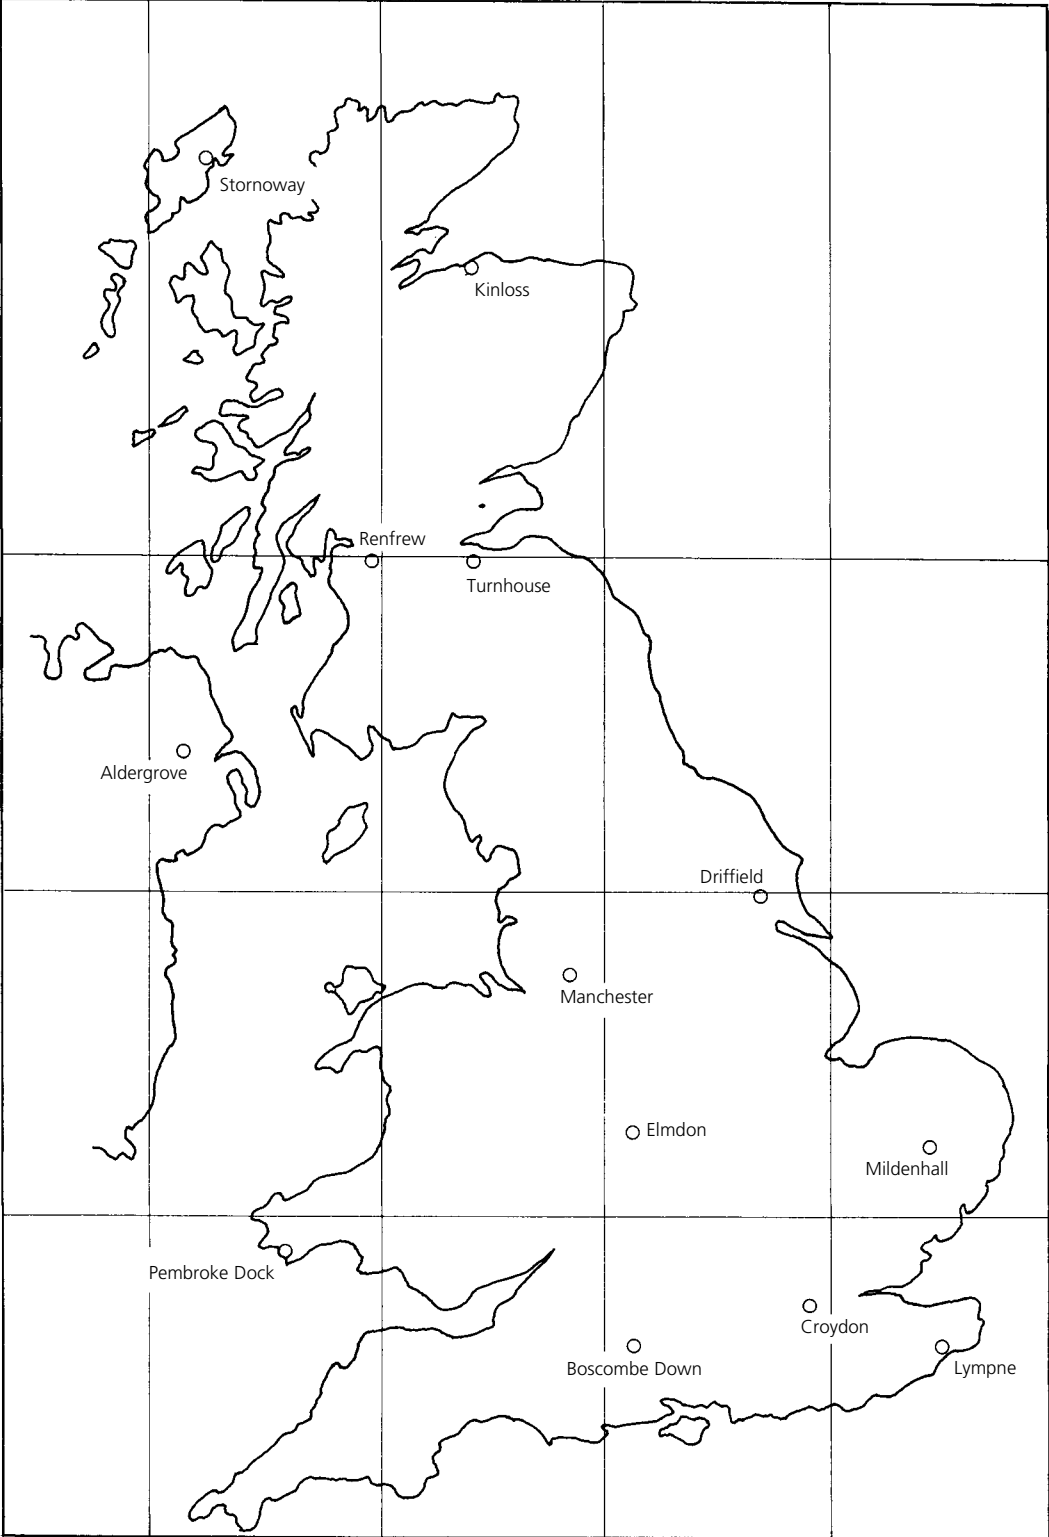 Stornoway
Kinloss
Renfrew
Turnhouse
Aldergrove
Driffield
Manchester
Elmdon
Mildenhall
Pembroke Dock
Croydon
Boscombe Down
Lympne